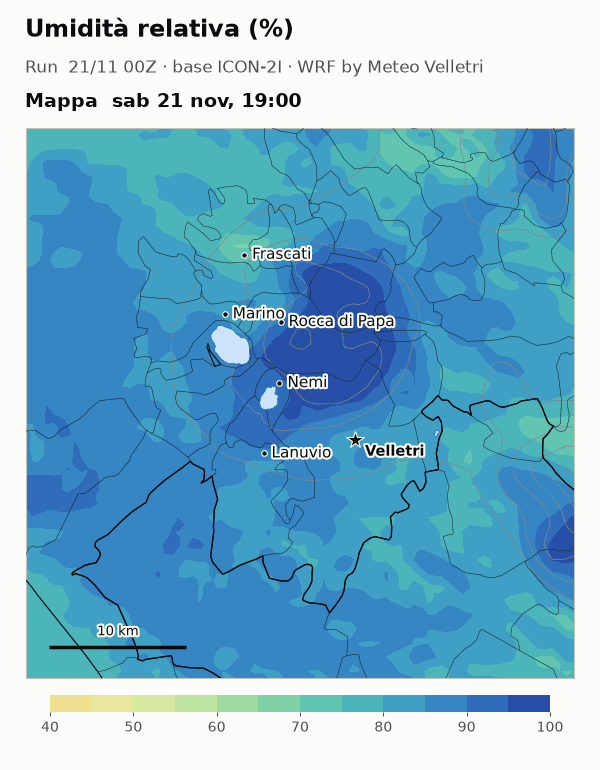 Umidità relativa (%)
Run  21/11 00Z · base ICON-2I · WRF by Meteo Velletri
Mappa  sab 21 nov, 19:00
Frascati
Marino
Rocca di Papa
Nemi
Velletri
Lanuvio
10 km
40 50 60 70 80 90 100